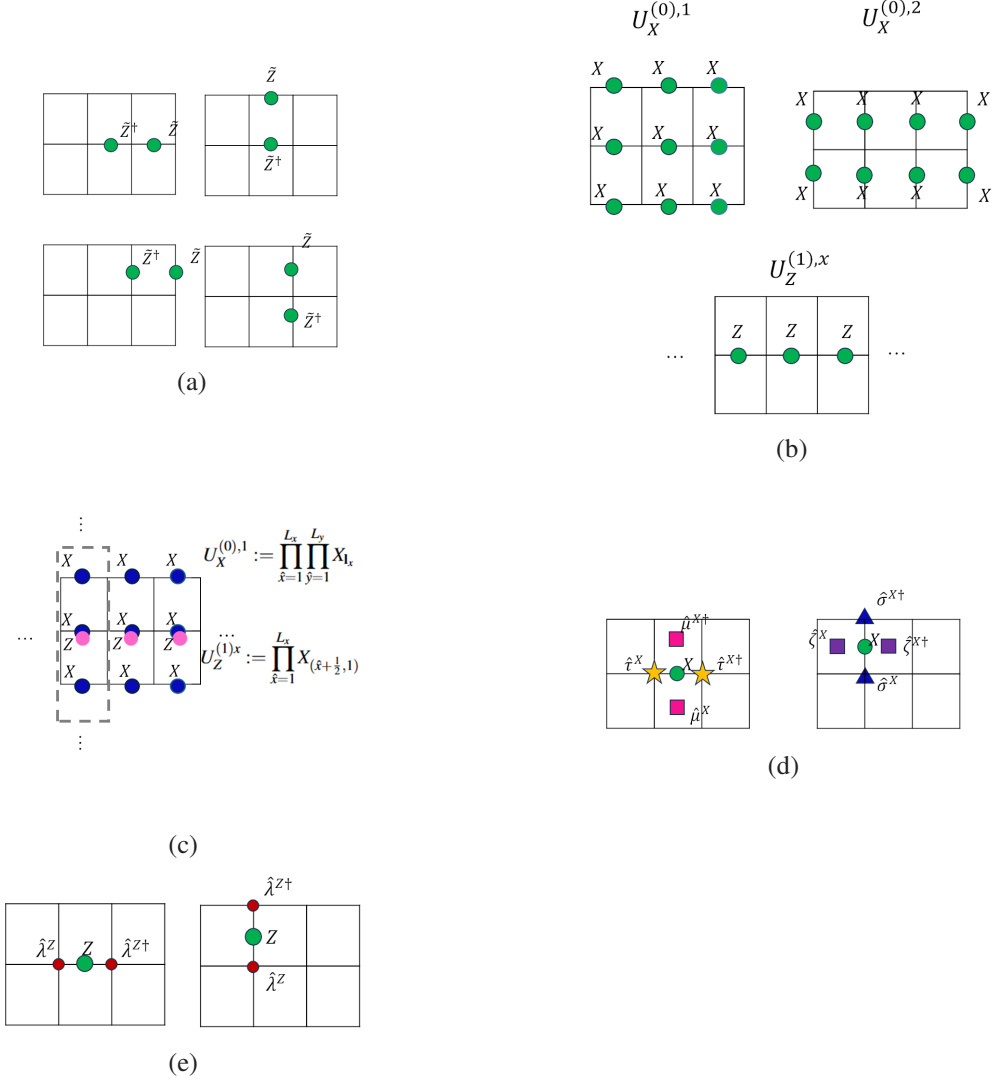 Z̃† Z̃
Z̃
Z̃†
Z̃† Z̃
Z̃
Z̃†
(a)
U_X^{(0),1}
X X X
X X X
X X X
U_X^{(0),2}
X X X X
X X X X
U_Z^{(1),x}
Z Z Z
... ...
(b)
⋮
X X X
X X X
... Z Z Z ...
X X X
⋮
U_X^{(0),1} := ∏_{x̂=1}^{L_x} ∏_{ŷ=1}^{L_y} X_{l_x}
U_Z^{(1)x} := ∏_{x̂=1}^{L_x} X_{(x̂+\frac{1}{2},1)}
(c)
μ̂^{X†}
τ̂^X X τ̂^{X†}
μ̂^X
σ̂^{X†}
ζ̂^X X ζ̂^{X†}
σ̂^X
(d)
λ̂^Z Z λ̂^{Z†}
λ̂^{Z†}
Z
λ̂^Z
(e)